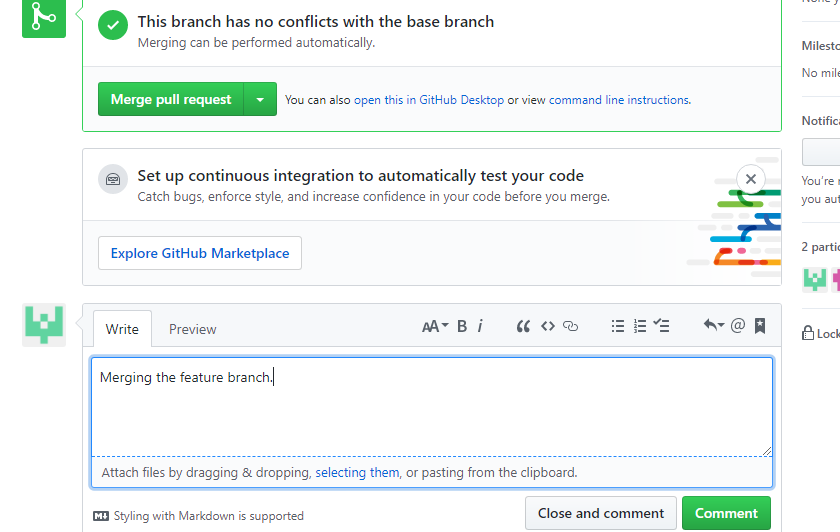 This branch has no conflicts with the base branch
Merging can be performed automatically.
Merge pull request
You can also open this in GitHub Desktop or view command line instructions.
Set up continuous integration to automatically test your code
Catch bugs, enforce style, and increase confidence in your code before you merge.
Explore GitHub Marketplace
Write Preview
AA B i
Merging the feature branch.
Attach files by dragging & dropping, selecting them, or pasting from the clipboard.
Styling with Markdown is supported
Close and comment Comment
Milesto
No mile
Notifica
You're r
you aut
2 partic
Lock